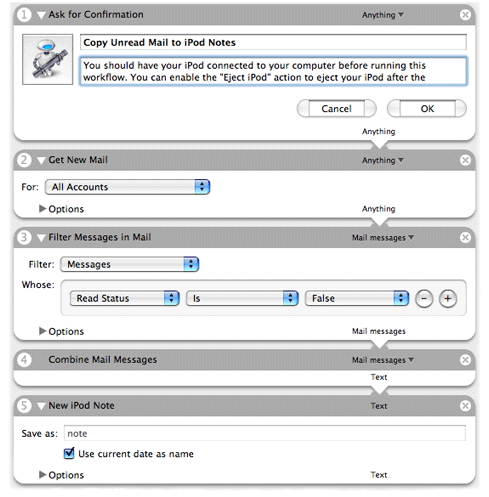 1 Ask for Confirmation Anything
Copy Unread Mail to iPod Notes
You should have your iPod connected to your computer before running this
workflow. You can enable the "Eject iPod" action to eject your iPod after the
Cancel OK
Anything
2 Get New Mail Anything
For: All Accounts
Options Anything
3 Filter Messages in Mail Mail messages
Filter: Messages
Whose:
Read Status Is False
Options Mail messages
4 Combine Mail Messages Mail messages
Text
5 New iPod Note Text
Save as: note
Use current date as name
Options Text